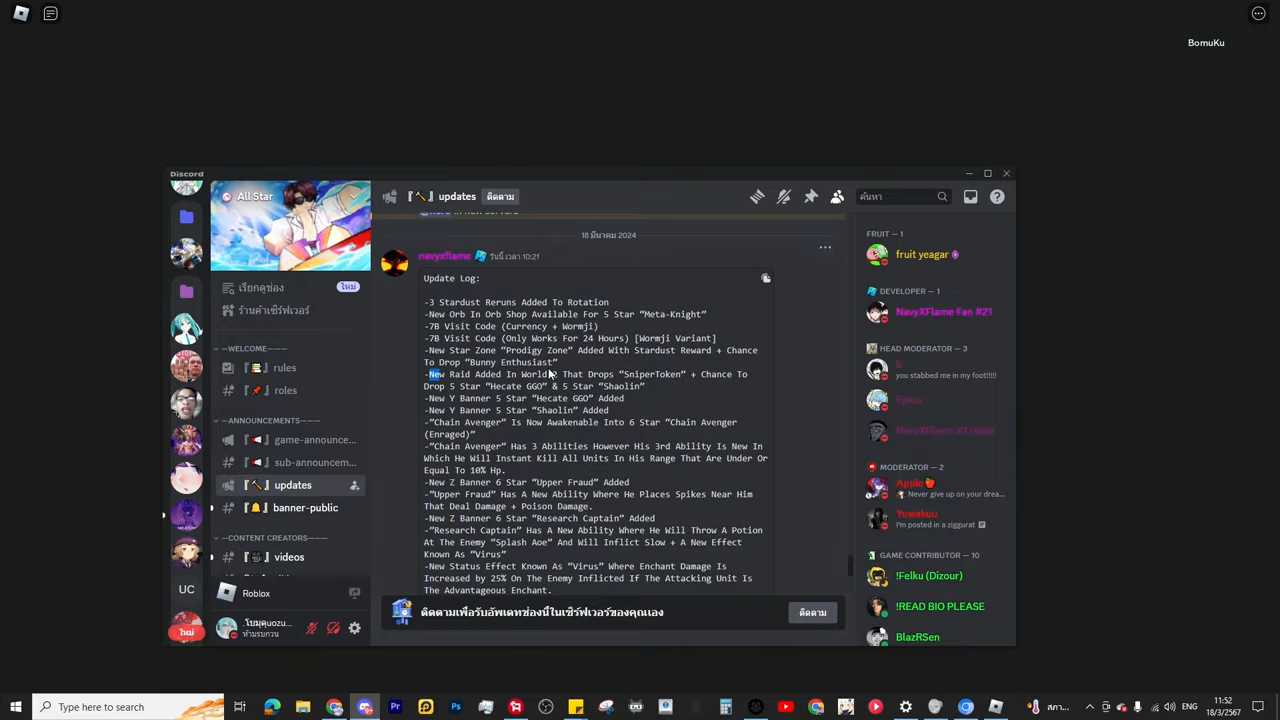 BomuKu
Discord
All Star
『🔨』updates
ติดตาม
ค้นหา
18 มีนาคม 2024
navyxflame
วันนี้ เวลา 10:21
Update Log:
-3 Stardust Reruns Added To Rotation
-New Orb In Orb Shop Available For 5 Star "Meta-Knight"
-7B Visit Code (Currency + Wormji)
-7B Visit Code (Only Works For 24 Hours) [Wormji Variant]
-New Star Zone "Prodigy Zone" Added With Stardust Reward + Chance
To Drop "Bunny Enthusiast"
-New Raid Added In World That Drops "SniperToken" + Chance To
Drop 5 Star "Hecate GGO" & 5 Star "Shaolin"
-New Y Banner 5 Star "Hecate GGO" Added
-New Y Banner 5 Star "Shaolin" Added
-"Chain Avenger" Is Now Awakenable Into 6 Star "Chain Avenger
(Enraged)"
-"Chain Avenger" Has 3 Abilities However His 3rd Ability Is New In
Which He Will Instant Kill All Units In His Range That Are Under Or
Equal To 10% Hp.
-New Z Banner 6 Star "Upper Fraud" Added
-"Upper Fraud" Has A New Ability Where He Places Spikes Near Him
That Deal Damage + Poison Damage.
-New Z Banner 6 Star "Research Captain" Added
-"Research Captain" Has A New Ability Where He Will Throw A Potion
At The Enemy "Splash Aoe" And Will Inflict Slow + A New Effect
Known As "Virus"
-New Status Effect Known As "Virus" Where Enchant Damage Is
Increased by 25% On The Enemy Inflicted If The Attacking Unit Is
The Advantageous Enchant.
ติดตามเพื่อรับอัพเดทช่องนี้ในเซิร์ฟเวอร์ของคุณเอง
ติดตาม
เรียกดูช่อง
ใหม่
ร้านค้าเซิร์ฟเวอร์
—WELCOME—
rules
roles
—ANNOUNCEMENTS—
game-announce...
sub-announcem...
『🔨』updates
『🔔』banner-public
—CONTENT CREATORS—
videos
UC
Roblox
ใหม่
ห้ามรบกวน
FRUIT — 1
fruit yeagar
DEVELOPER — 1
NavyXFlame Fan #21
HEAD MODERATOR — 3
you stabbed me in foot!!!!!
MODERATOR — 2
Apple🍎
Never give up on your drea...
Yuwakuu
I'm posted in a ziggurat
GAME CONTRIBUTOR — 10
!Felku (Dizour)
!READ BIO PLEASE
BlazRSen
Type here to search
สภา...
ENG
11:52
18/3/2567